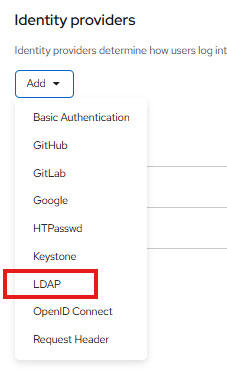 Identity providers
Identity providers determine how users log int
Add
Basic Authentication
GitHub
GitLab
Google
HTPasswd
Keystone
LDAP
OpenID Connect
Request Header